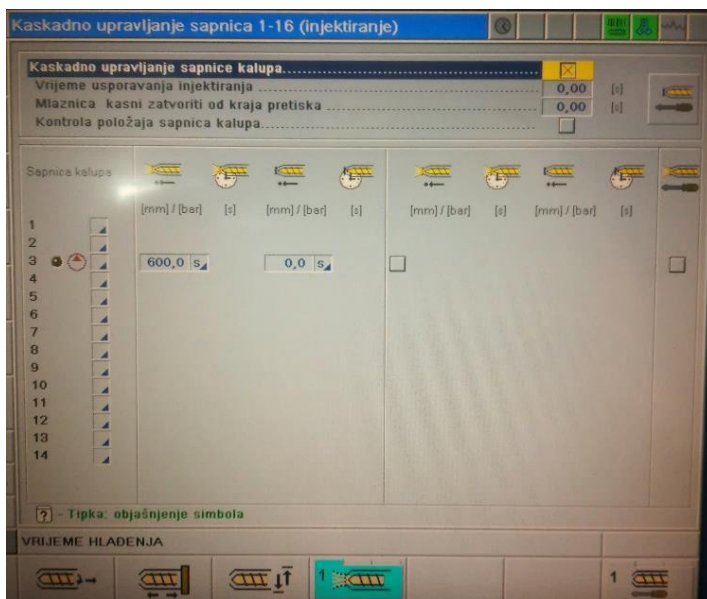 Kaskadno upravljanje sapnica 1-16 (injektiranje)
Kaskadno upravljanje sapnice kalupa
Vrijeme usporavanja injektiranja 0,00 [s]
Mlaznica kasni zatvoriti od kraja pretiska 0,00 [s]
Kontrola položaja sapnica kalupa
Sapnica kalupa
[mm] / [bar] [s] [mm] / [bar] [s] [mm] / [bar] [s] [mm] / [bar] [s]
1
2
3 600,0 s 0,0 s
4
5
6
7
8
9
10
11
12
13
14
? - Tipka: objašnjenje simbola
VRIJEME HLAĐENJA
1 1